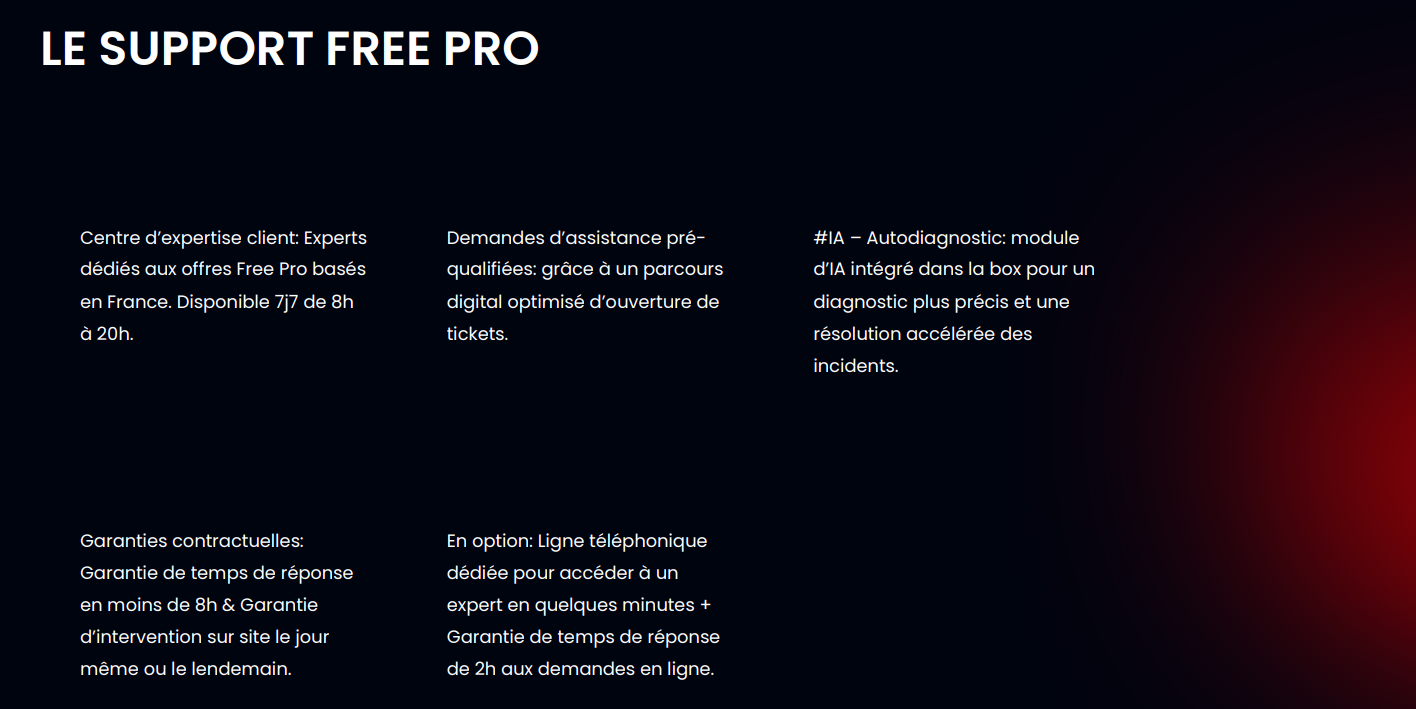 LE SUPPORT FREE PRO
Centre d’expertise client: Experts
dédiés aux offres Free Pro basés
en France. Disponible 7j7 de 8h
à 20h.
Demandes d’assistance pré-
qualifiées: grâce à un parcours
digital optimisé d’ouverture de
tickets.
#IA – Autodiagnostic: module
d’IA intégré dans la box pour un
diagnostic plus précis et une
résolution accélérée des
incidents.
Garanties contractuelles:
Garantie de temps de réponse
en moins de 8h & Garantie
d’intervention sur site le jour
même ou le lendemain.
En option: Ligne téléphonique
dédiée pour accéder à un
expert en quelques minutes +
Garantie de temps de réponse
de 2h aux demandes en ligne.